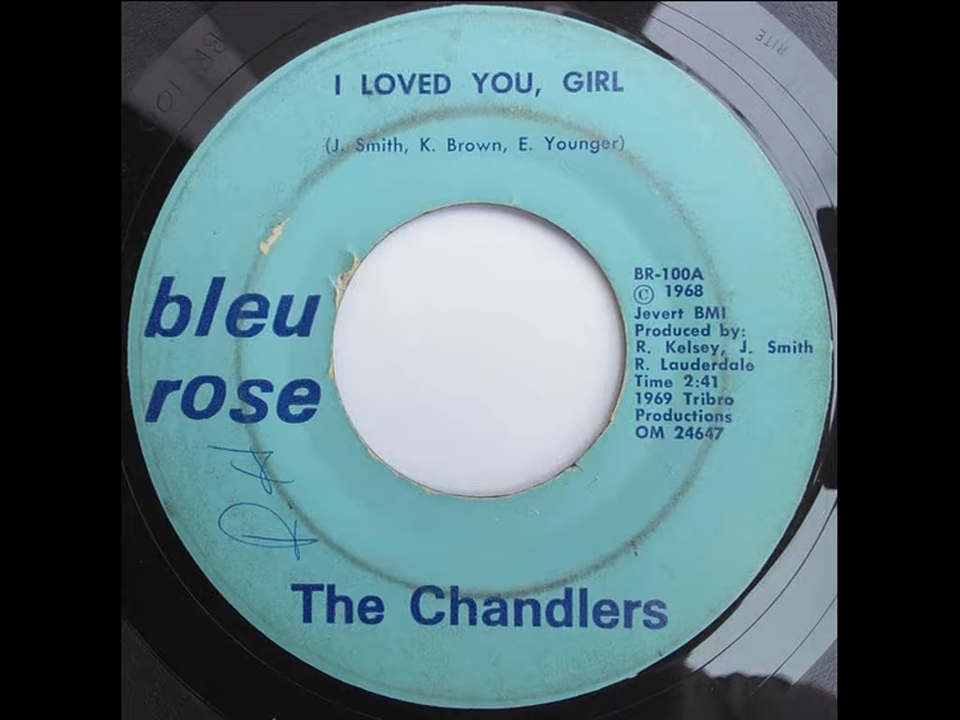 I LOVED YOU, GIRL
(J. Smith, K. Brown, E. Younger)
bleu
rose
BR-100A
© 1968
Jevert BMI
Produced by:
R. Kelsey, J. Smith
R. Lauderdale
Time 2:41
1969 Tribro
Productions
OM 24647
The Chandlers
RITE